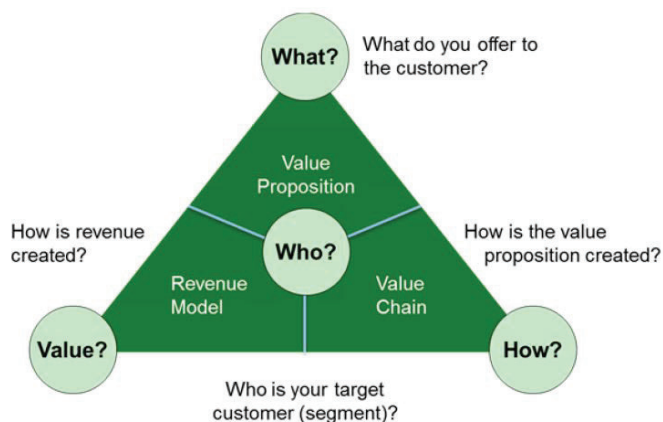 What?
What do you offer to
the customer?
Value
Proposition
How is revenue
created?
Who?
How is the value
proposition created?
Revenue
Model
Value
Chain
Value?
How?
Who is your target
customer (segment)?